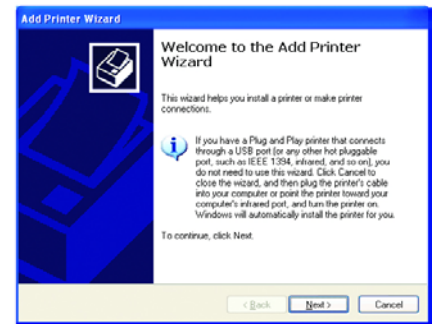 Add Printer Wizard
Welcome to the Add Printer
Wizard
This wizard helps you install a printer or make printer
connections.
If you have a Plug and Play printer that connects
through a USB port (or any other hot pluggable
port, such as IEEE 1394, infrared, and so on), you
do not need to use this wizard. Click Cancel to
close the wizard, and then plug the printer's cable
into your computer or point the printer toward your
computer's infrared port, and turn the printer on.
Windows will automatically install the printer for you.
To continue, click Next.
< Back Next > Cancel